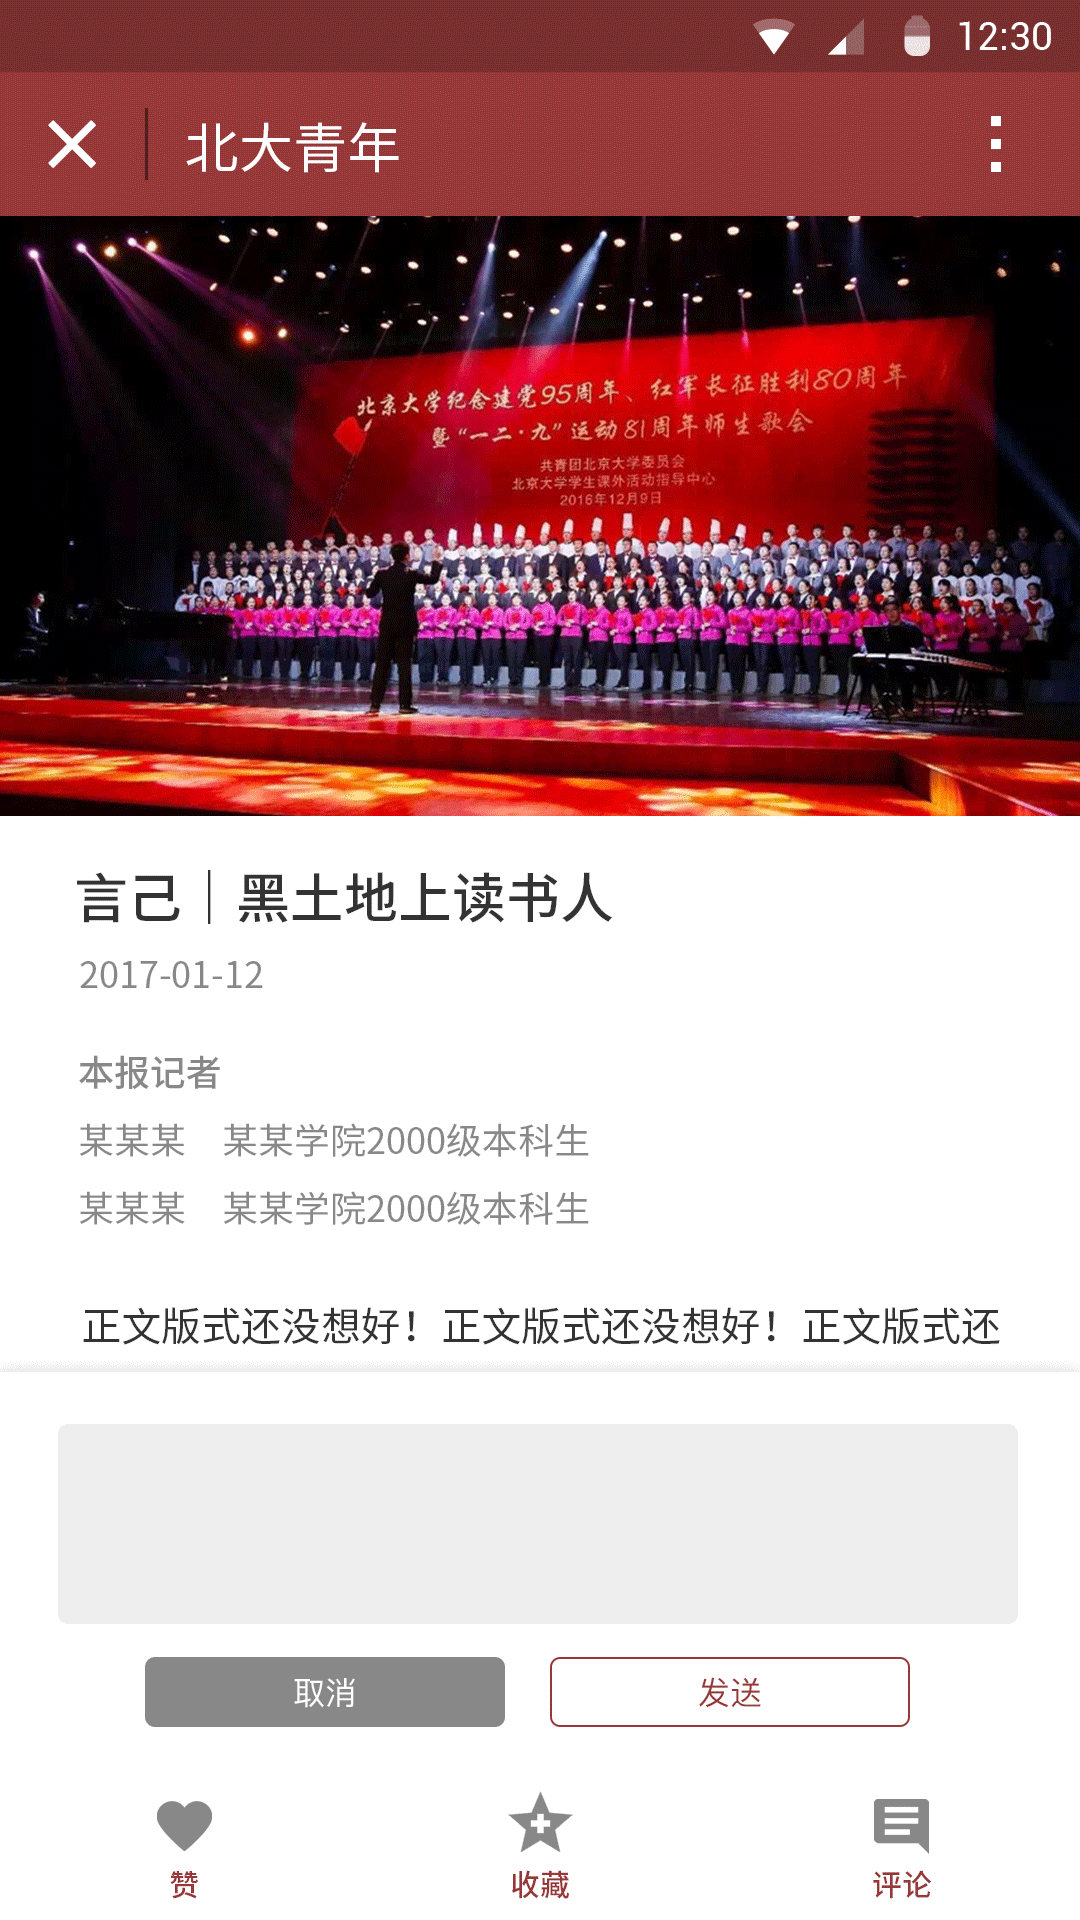 12:30
北大青年
北京大学纪念建党95周年、红军长征胜利80周年
暨“一二·九”运动81周年师生歌会
共青团北京大学委员会
北京大学学生课外活动指导中心
2016年12月9日
言己｜黑土地上读书人
2017-01-12
本报记者
某某某　某某学院2000级本科生
某某某　某某学院2000级本科生
正文版式还没想好！正文版式还没想好！正文版式还
取消
发送
赞
收藏
评论